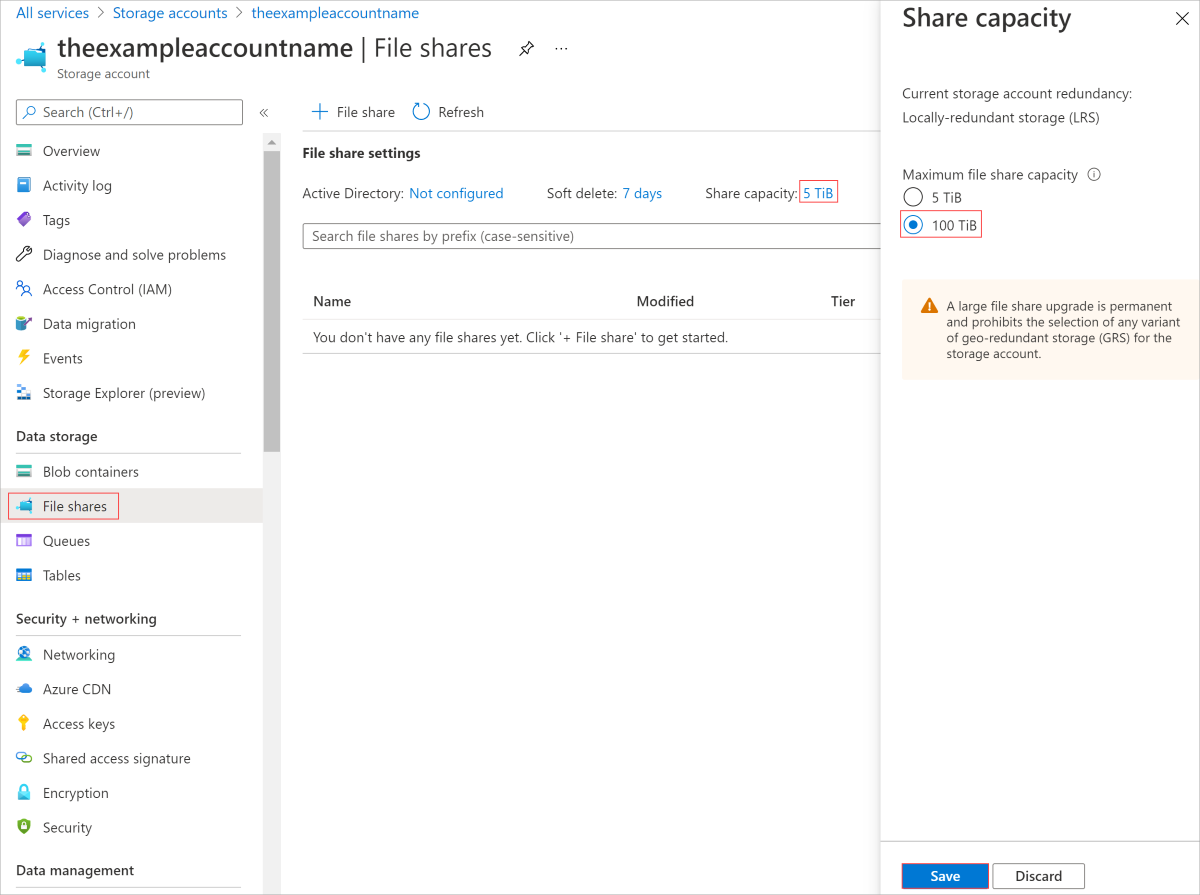 All services > Storage accounts > theexampleaccountname
theexampleaccountname | File shares ...
Storage account
Search (Ctrl+/)
«
Overview
Activity log
Tags
Diagnose and solve problems
Access Control (IAM)
Data migration
Events
Storage Explorer (preview)
Data storage
Blob containers
File shares
Queues
Tables
Security + networking
Networking
Azure CDN
Access keys
Shared access signature
Encryption
Security
Data management
+ File share Refresh
File share settings
Active Directory: Not configured Soft delete: 7 days Share capacity: 5 TiB
Search file shares by prefix (case-sensitive)
Name Modified Tier
You don't have any file shares yet. Click '+ File share' to get started.
Share capacity
Current storage account redundancy:
Locally-redundant storage (LRS)
Maximum file share capacity
5 TiB
100 TiB
A large file share upgrade is permanent
and prohibits the selection of any variant
of geo-redundant storage (GRS) for the
storage account.
Save Discard